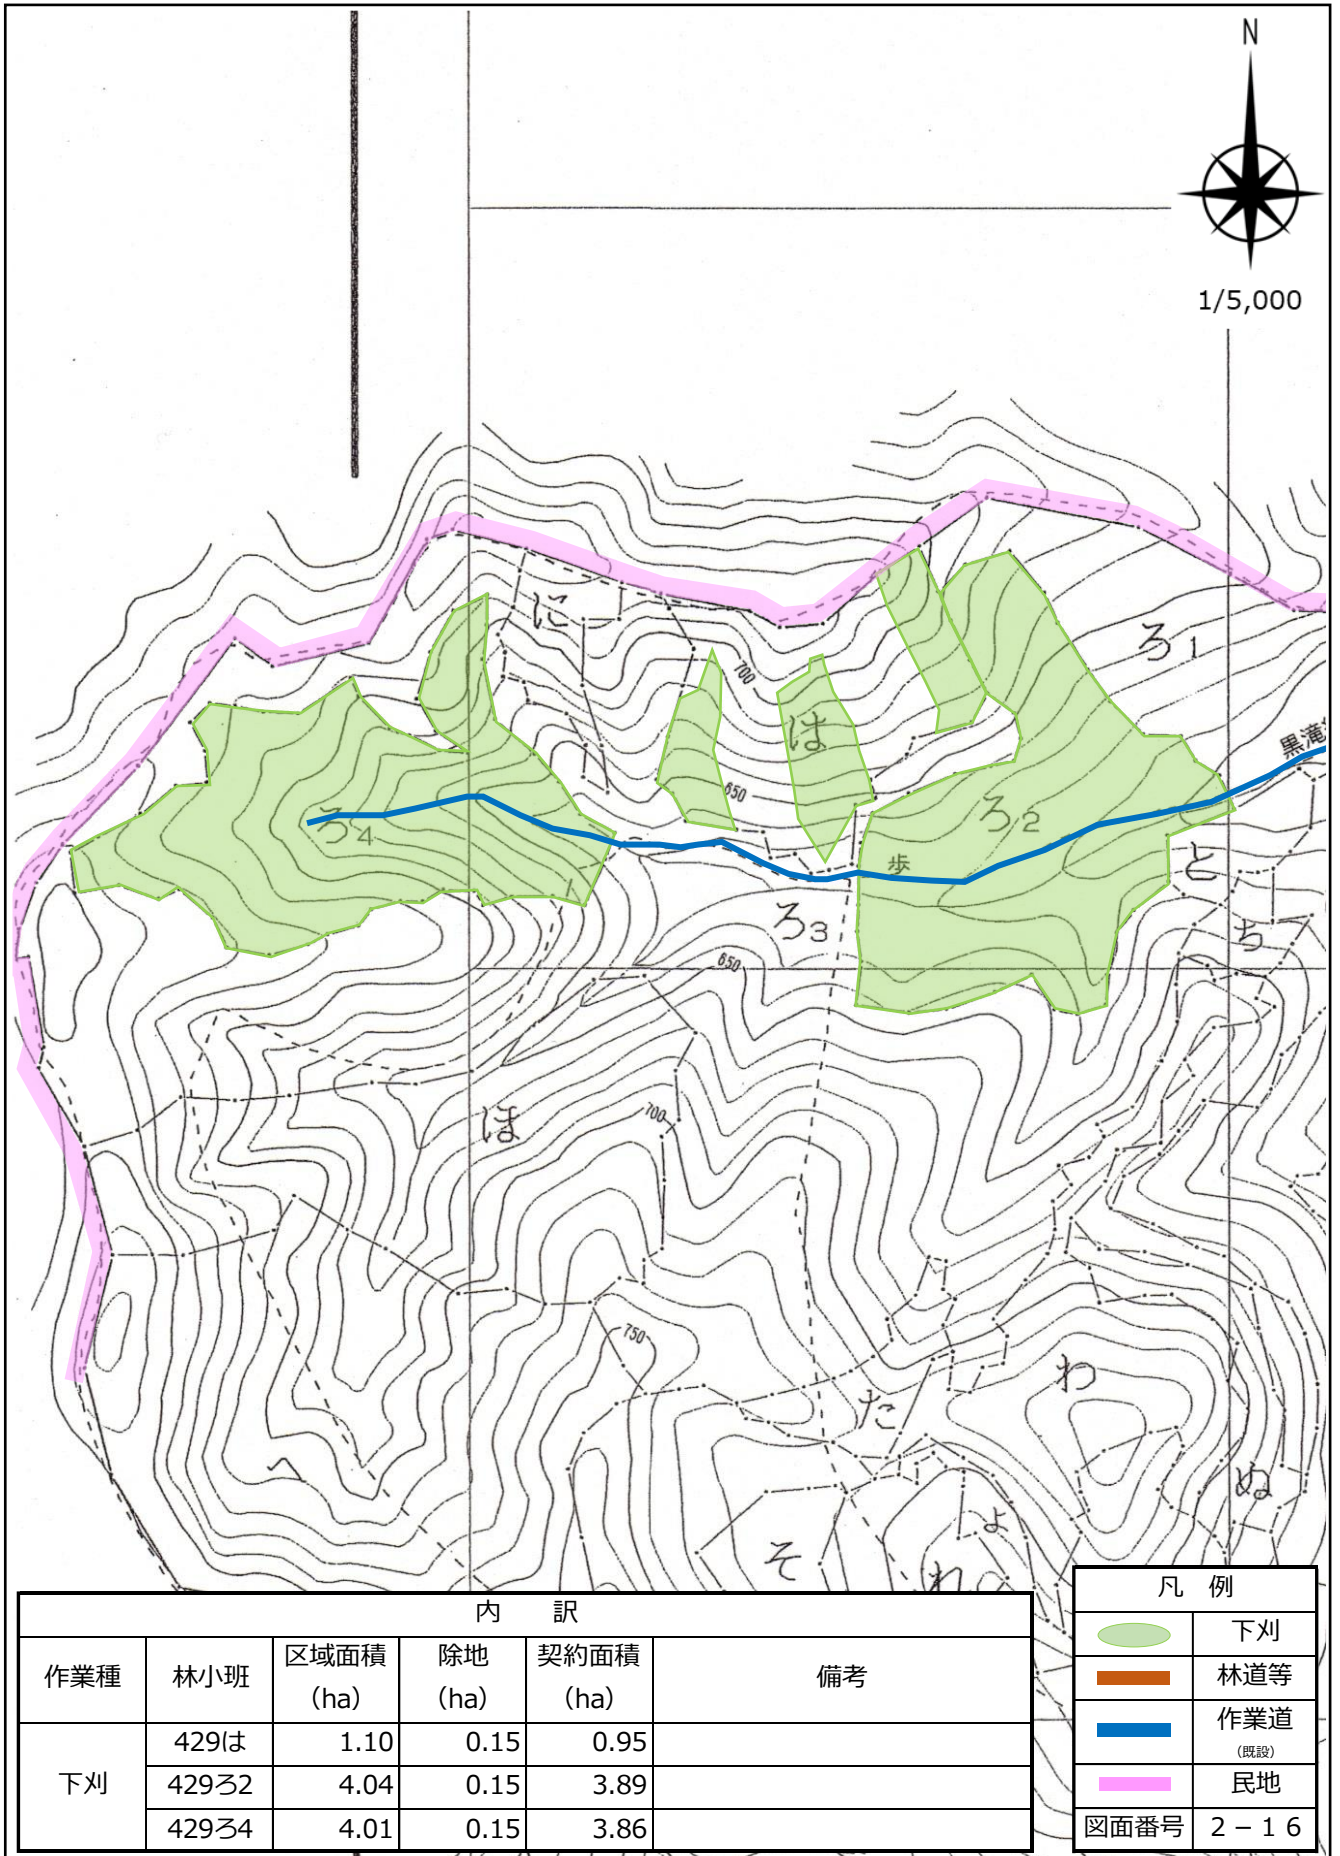 N
1/5,000
に
ろ1
700
は
黒滝
650
ろ4
ろ2
歩
と
ろ3
ち
650
ほ
700
750
わ
た
へ
ぬ
よ
そ
れ
内 訳
作業種 林小班 区域面積 (ha) 除地 (ha) 契約面積 (ha) 備考
下刈 429は 1.10 0.15 0.95
429ろ2 4.04 0.15 3.89
429ろ4 4.01 0.15 3.86
凡 例
下刈
林道等
作業道
(既設)
民地
図面番号 2－16